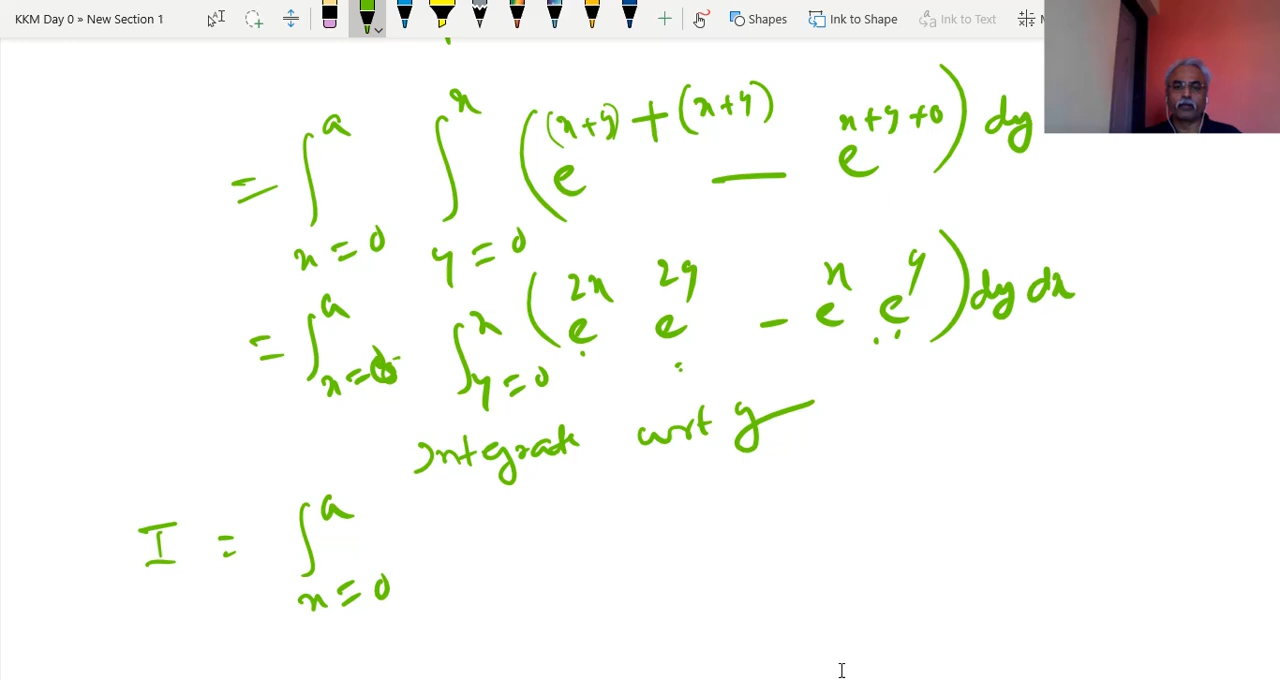 KKM Day 0 » New Section 1 Shapes Ink to Shape Ink to Text
= ∫_{x=0}^{a} ∫_{y=0}^{x} (e^{(x+y)+(x+y)} — e^{x+y+0}) dy
= ∫_{x=0}^{a} ∫_{y=0}^{x} (e^{2x} e^{2y} - e^{x} e^{y}) dy dx
Integrate wrt y
I = ∫_{x=0}^{a}